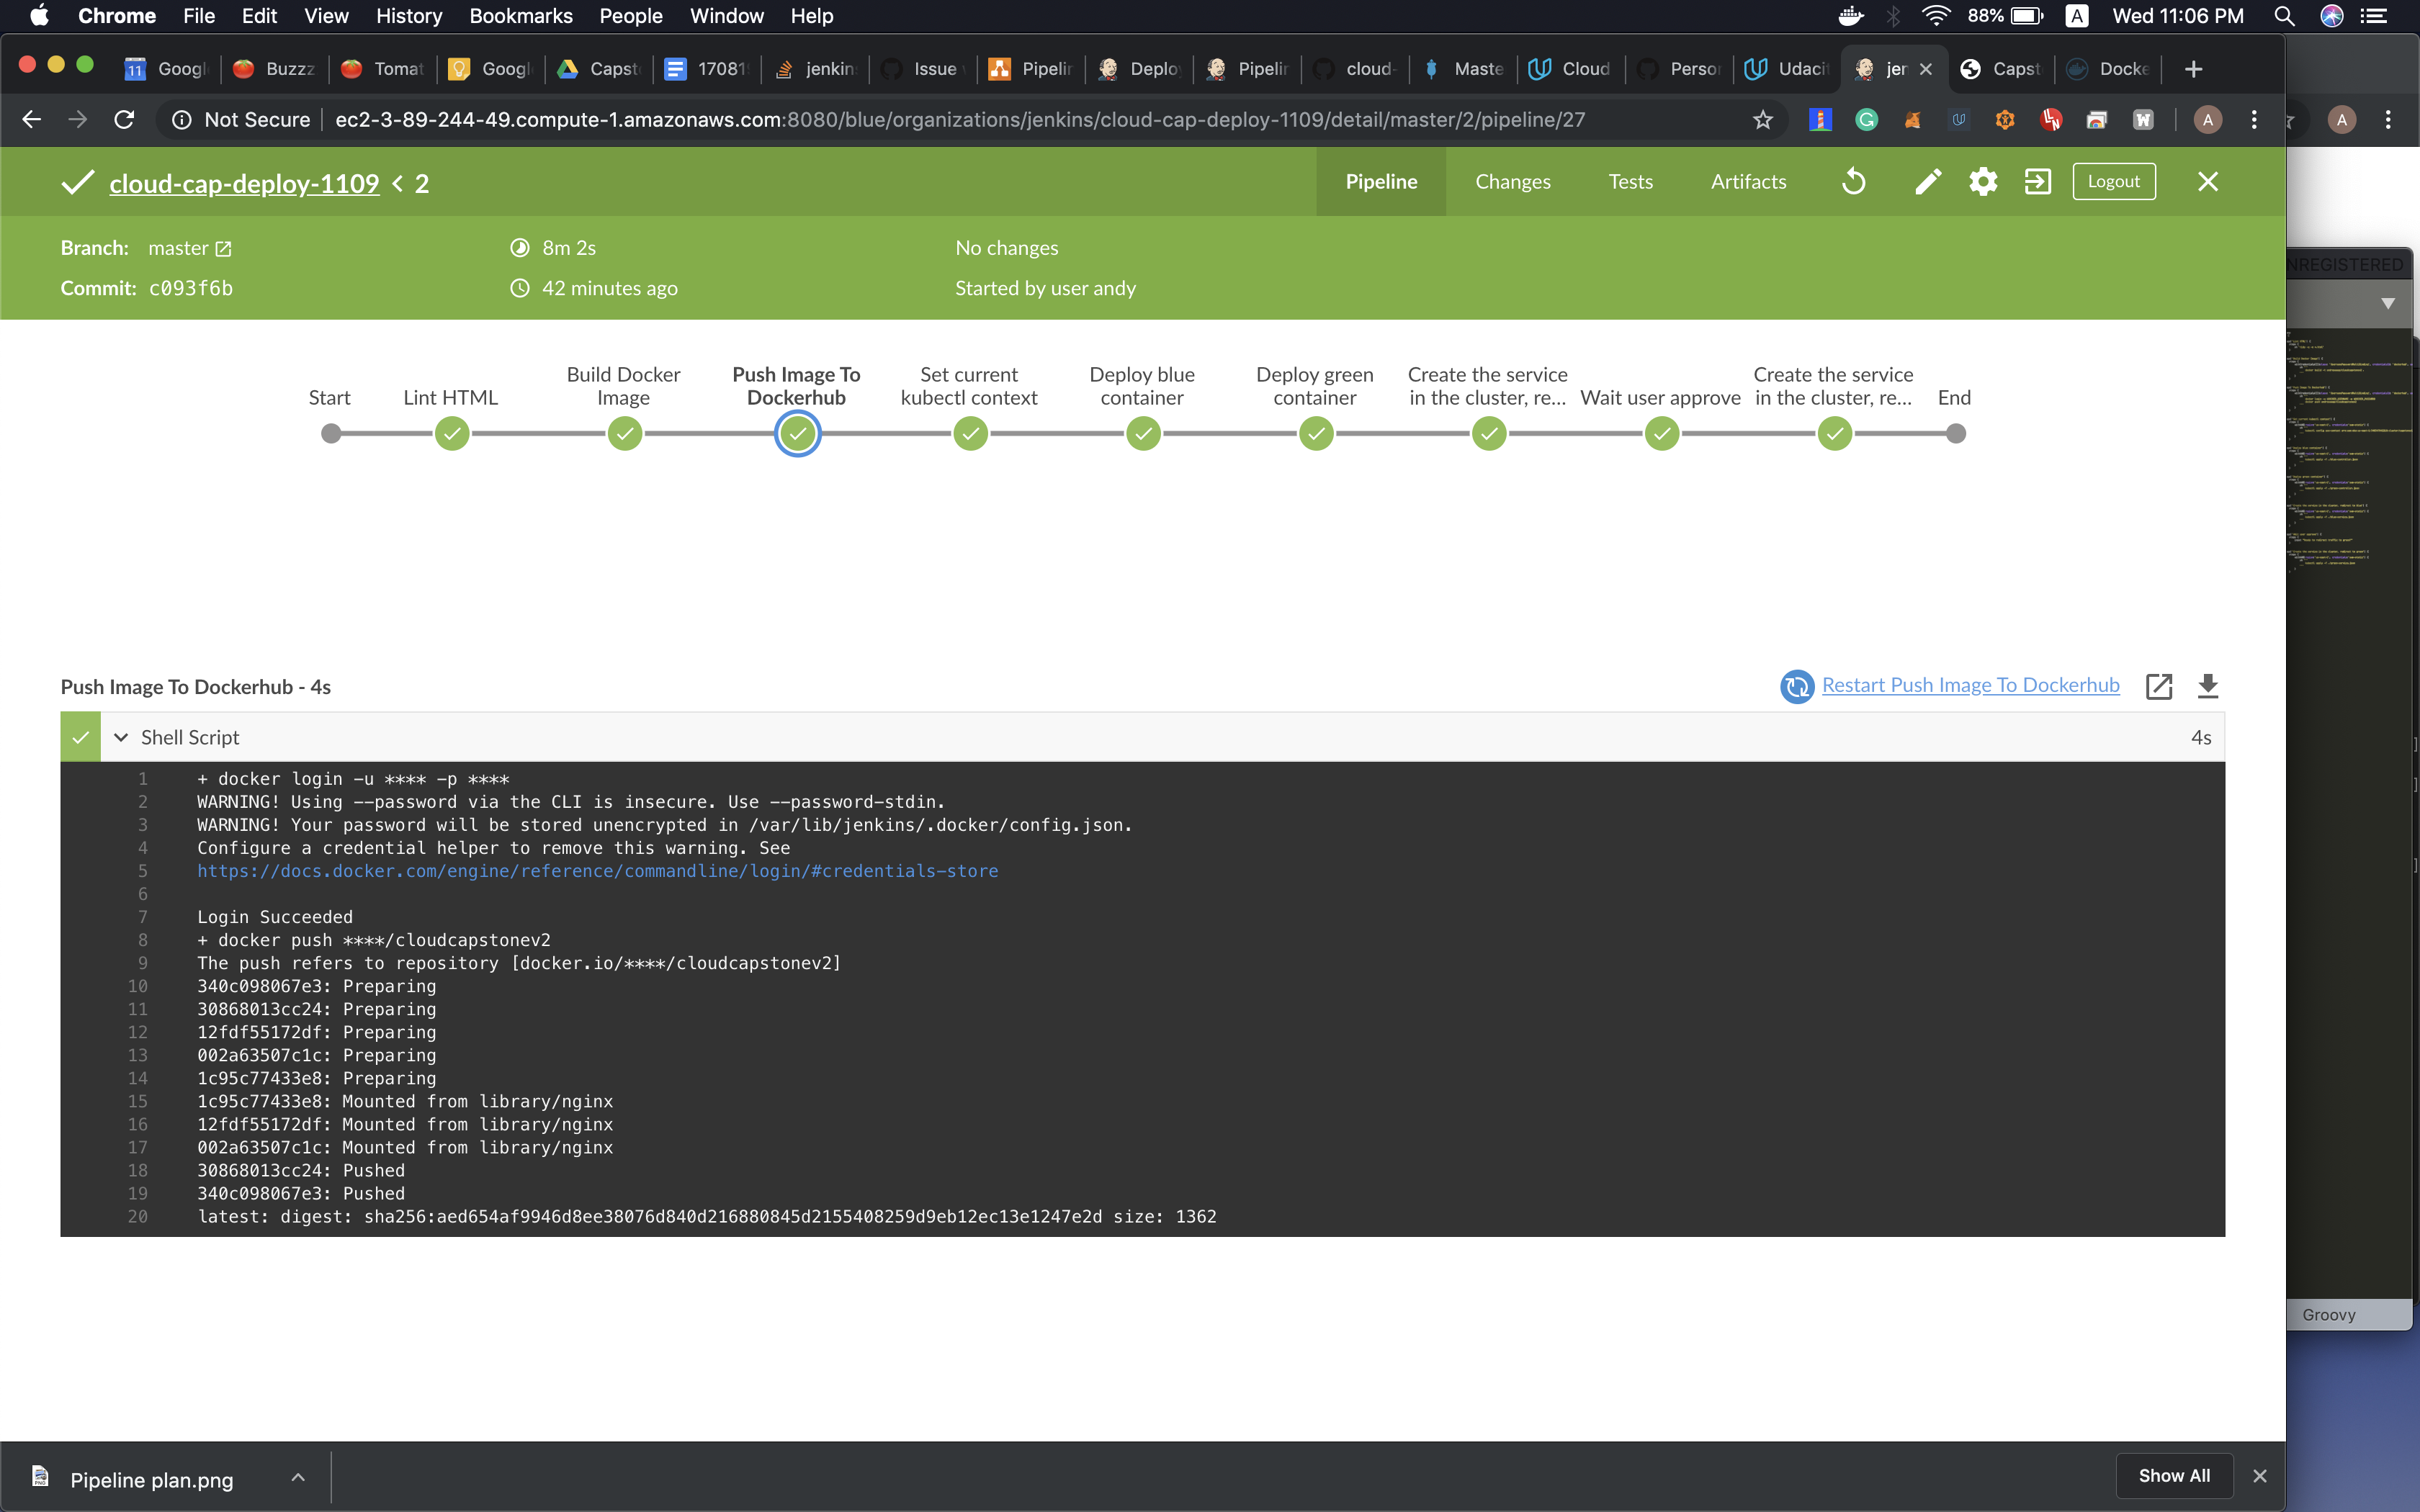 Chrome File Edit View History Bookmarks People Window Help 88% A Wed 11:06 PM
11 Googl Buzzz Tomat Googl Capst 17081 jenkin Issue Pipelin Deplo Pipelin cloud- Maste Cloud Person Udaci jen Capst Docke
Not Secure ec2-3-89-244-49.compute-1.amazonaws.com:8080/blue/organizations/jenkins/cloud-cap-deploy-1109/detail/master/2/pipeline/27 A A
cloud-cap-deploy-1109 < 2 Pipeline Changes Tests Artifacts Logout
Branch: master 8m 2s No changes
Commit: c093f6b 42 minutes ago Started by user andy
NREGISTERED
Start Lint HTML Build Docker Image Push Image To Dockerhub Set current kubectl context Deploy blue container Deploy green container Create the service in the cluster, re... Wait user approve Create the service in the cluster, re... End
Push Image To Dockerhub - 4s Restart Push Image To Dockerhub
Shell Script 4s
1 + docker login -u **** -p ****
2 WARNING! Using --password via the CLI is insecure. Use --password-stdin.
3 WARNING! Your password will be stored unencrypted in /var/lib/jenkins/.docker/config.json.
4 Configure a credential helper to remove this warning. See
5 https://docs.docker.com/engine/reference/commandline/login/#credentials-store
6
7 Login Succeeded
8 + docker push ****/cloudcapstonev2
9 The push refers to repository [docker.io/****/cloudcapstonev2]
10 340c098067e3: Preparing
11 30868013cc24: Preparing
12 12fdf55172df: Preparing
13 002a63507c1c: Preparing
14 1c95c77433e8: Preparing
15 1c95c77433e8: Mounted from library/nginx
16 12fdf55172df: Mounted from library/nginx
17 002a63507c1c: Mounted from library/nginx
18 30868013cc24: Pushed
19 340c098067e3: Pushed
20 latest: digest: sha256:aed654af9946d8ee38076d840d216880845d2155408259d9eb12ec13e1247e2d size: 1362
Groovy
Pipeline plan.png Show All